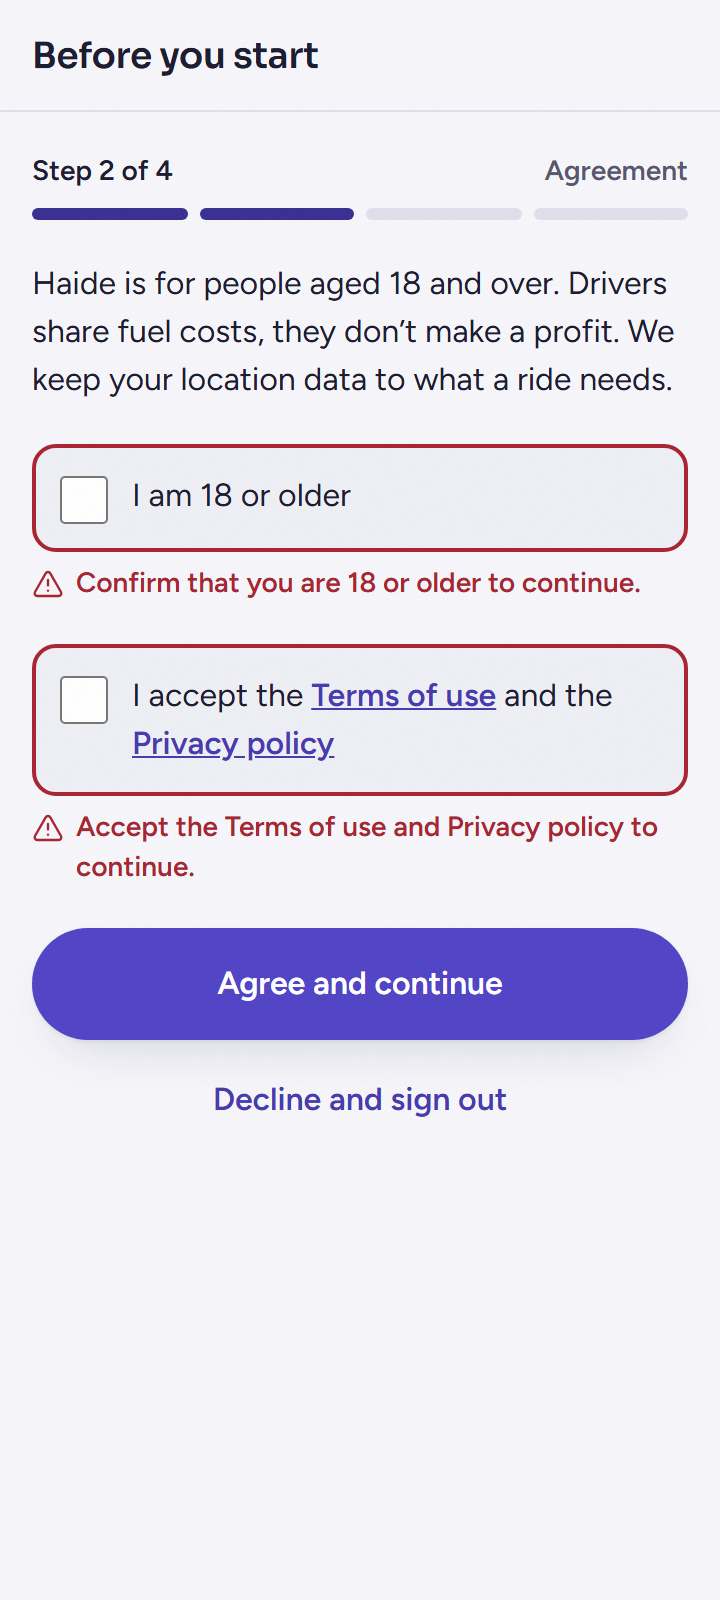 Before you start
Step 2 of 4
Agreement
Haide is for people aged 18 and over. Drivers
share fuel costs, they don’t make a profit. We
keep your location data to what a ride needs.
I am 18 or older
Confirm that you are 18 or older to continue.
I accept the Terms of use and the
Privacy policy
Accept the Terms of use and Privacy policy to
continue.
Agree and continue
Decline and sign out